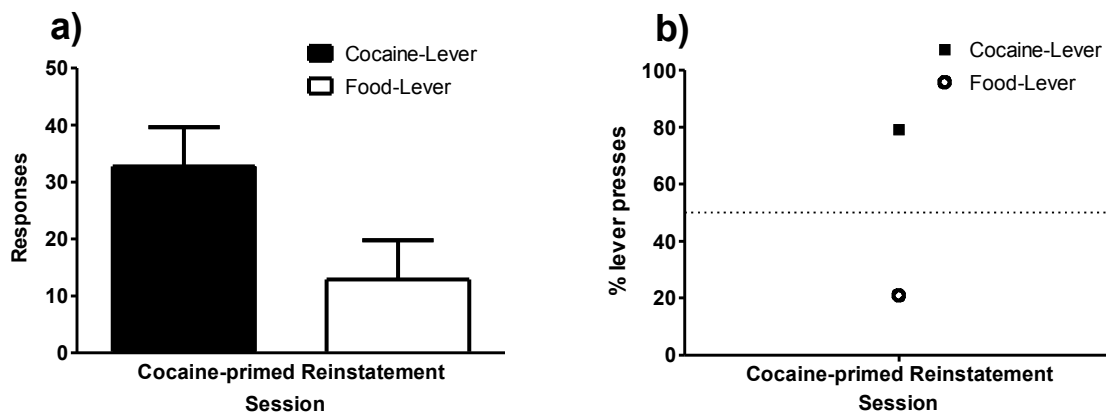 a)
Cocaine-Lever
Food-Lever
50
40
30
20
10
0
Responses
Cocaine-primed Reinstatement
Session
b)
Cocaine-Lever
Food-Lever
100
80
60
40
20
0
% lever presses
Cocaine-primed Reinstatement
Session